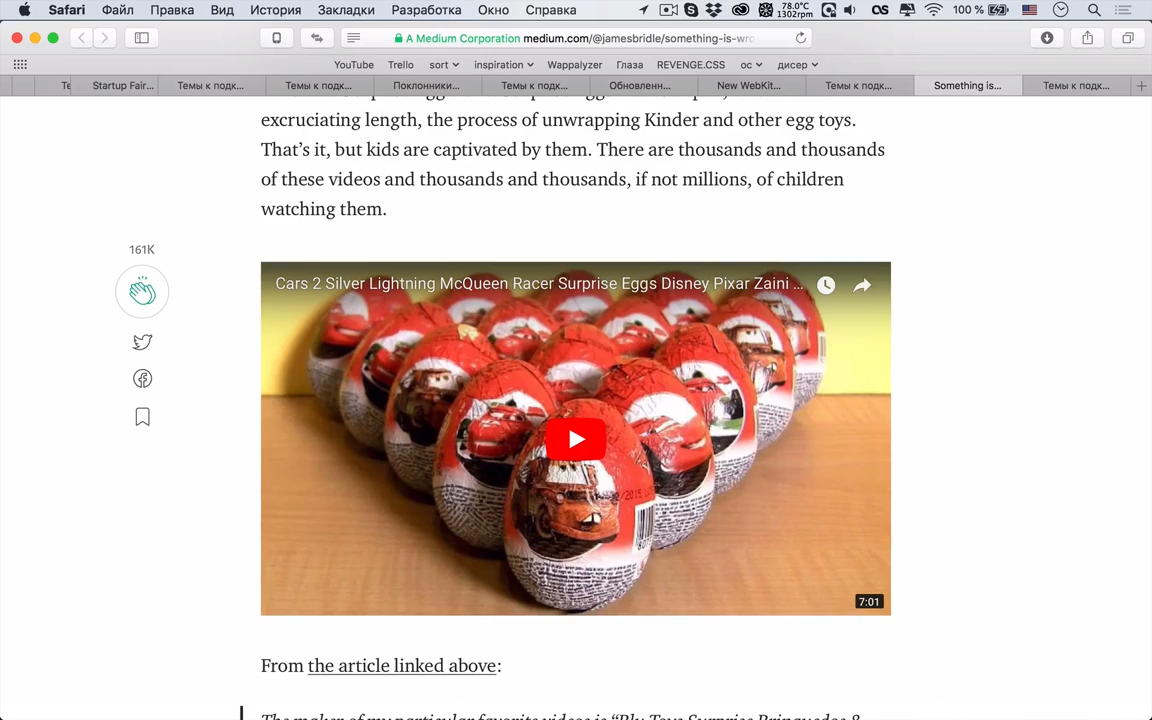 Safari Файл Правка Вид История Закладки Разработка Окно Справка 78.0°C 1302rpm 100 %
A Medium Corporation medium.com/@jamesbridle/something-is-wro
YouTube Trello sort inspiration Wappalyzer Глаза REVENGE.CSS ос дисер
Te Startup Fair... Темы к подк... Темы к подк... Поклонники... Темы к подк... Обновленн... New WebKit... Темы к подк... Something is... Темы к подк...
excruciating length, the process of unwrapping Kinder and other egg toys.
That’s it, but kids are captivated by them. There are thousands and thousands
of these videos and thousands and thousands, if not millions, of children
watching them.
161K
Cars 2 Silver Lightning McQueen Racer Surprise Eggs Disney Pixar Zaini ...
7:01
From the article linked above: